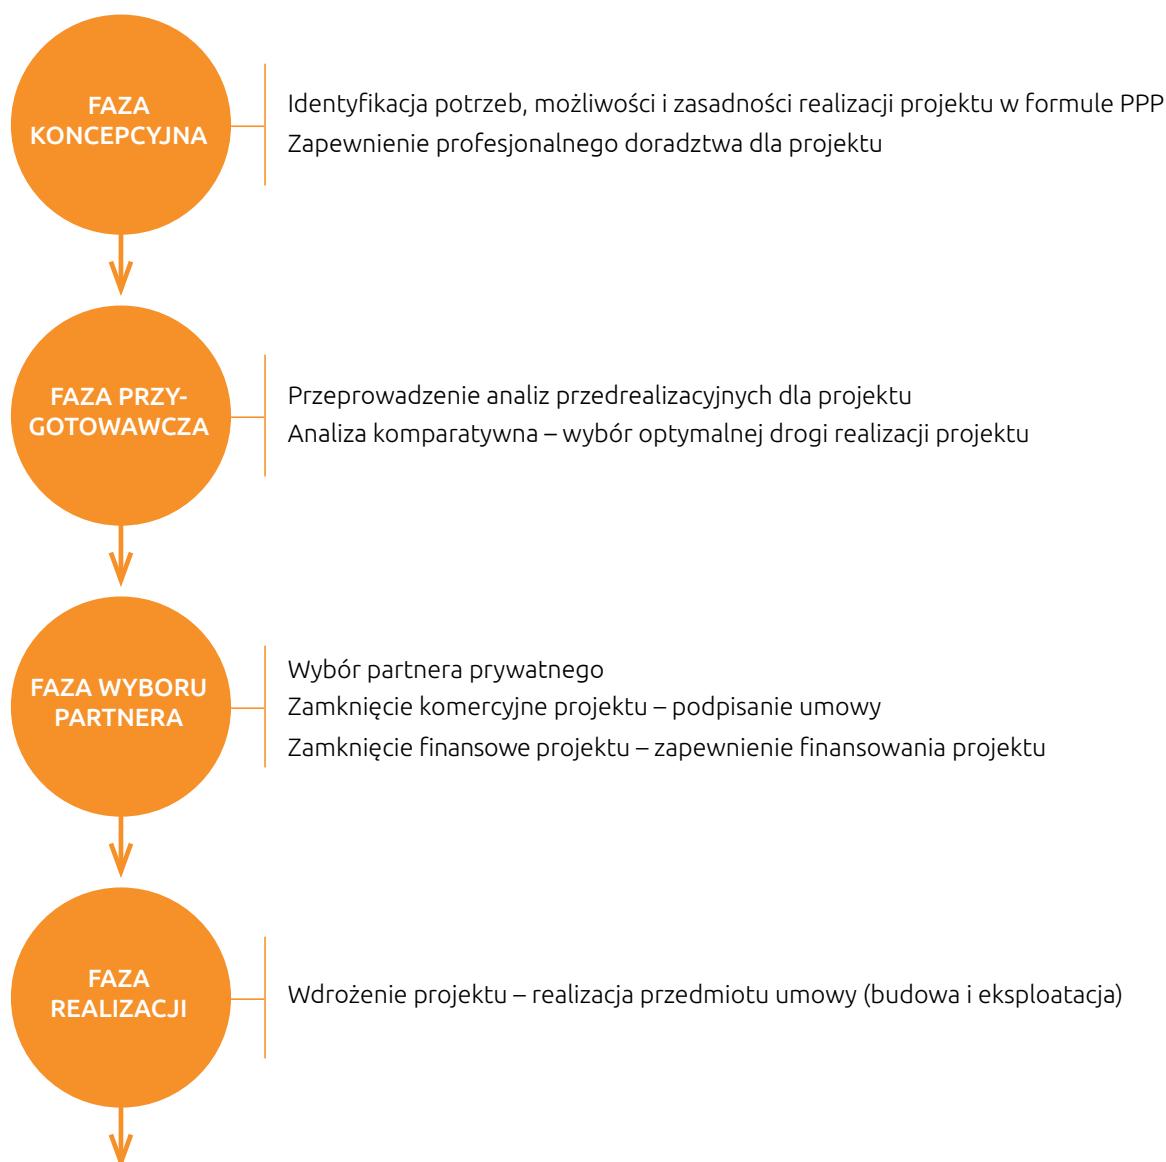 FAZA
KONCEPCYJNA
Identyfikacja potrzeb, możliwości i zasadności realizacji projektu w formule PPP
Zapewnienie profesjonalnego doradztwa dla projektu
FAZA PRZY-
GOTOWAWCZA
Przeprowadzenie analiz przedrealizacyjnych dla projektu
Analiza komparatywna – wybór optymalnej drogi realizacji projektu
FAZA WYBORU
PARTNERA
Wybór partnera prywatnego
Zamknięcie komercyjne projektu – podpisanie umowy
Zamknięcie finansowe projektu – zapewnienie finansowania projektu
FAZA
REALIZACJI
Wdrożenie projektu – realizacja przedmiotu umowy (budowa i eksploatacja)